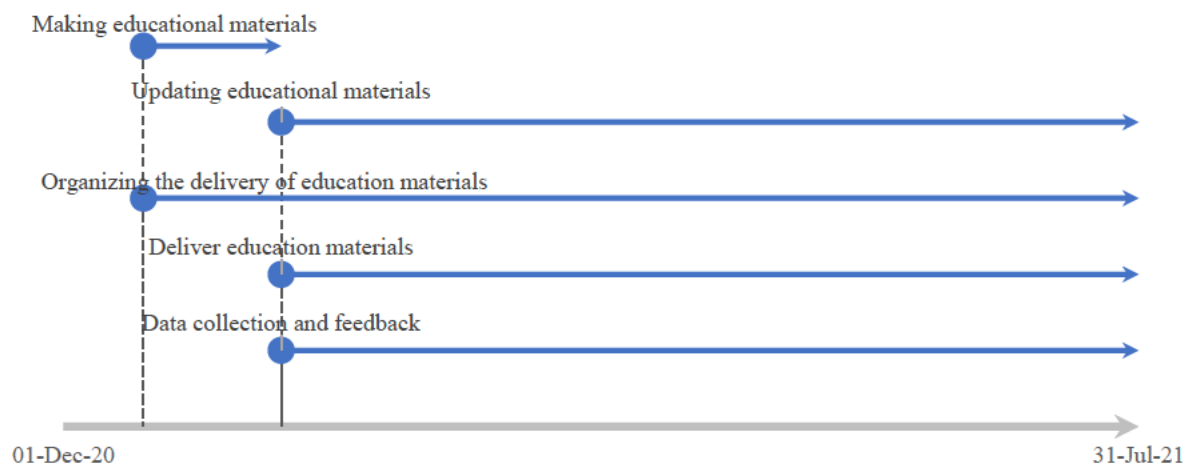 Making educational materials
Updating educational materials
Organizing the delivery of education materials
Deliver education materials
Data collection and feedback
01-Dec-20
31-Jul-21